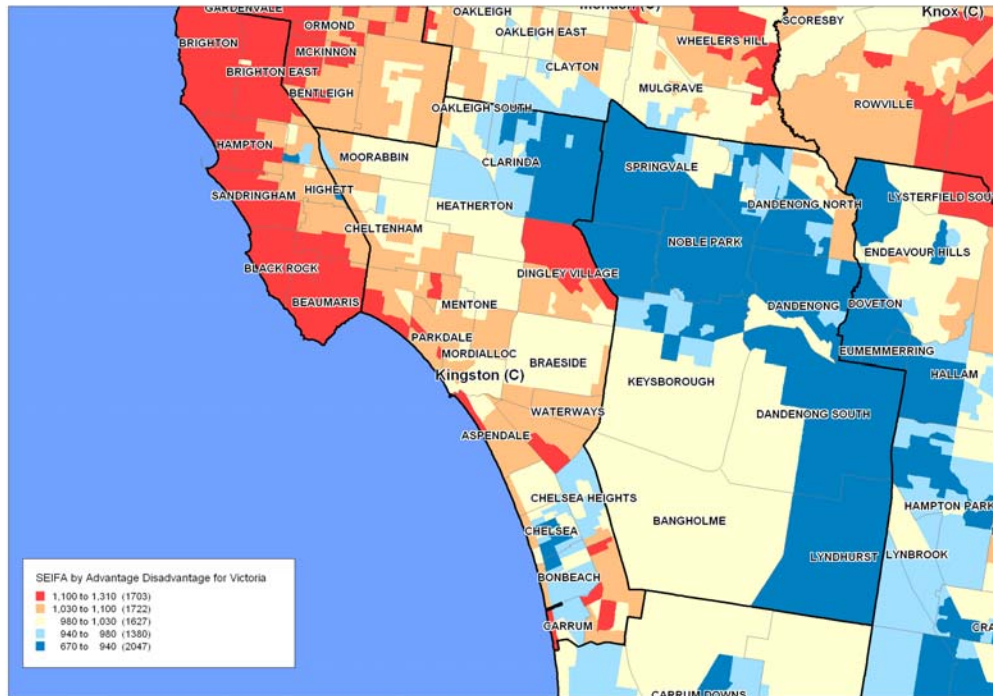 GARDENVALE
ORMOND
OAKLEIGH
Knox (C)
SCORESBY
OAKLEIGH EAST
BRIGHTON
MCKINNON
WHEELERS HILL
CLAYTON
BRIGHTON EAST
BENTLEIGH
MULGRAVE
OAKLEIGH SOUTH
ROWVILLE
HAMPTON
MOORABBIN
CLARINDA
SPRINGVALE
SANDRINGHAM
HIGHETT
HEATHERTON
DANDENONG NORTH
LYSTERFIELD SOU
CHELTENHAM
NOBLE PARK
ENDEAVOUR HILLS
BLACK ROCK
DINGLEY VILLAGE
BEAUMARIS
MENTONE
DANDENONG
DOVETON
PARKDALE
MORDIALLOC
BRAESIDE
EUMEMMERRING
Kingston (C)
KEYSBOROUGH
HALLAM
WATERWAYS
DANDENONG SOUTH
ASPENDALE
CHELSEA HEIGHTS
HAMPTON PARK
CHELSEA
BANGHOLME
LYNDHURST
LYNBROOK
BONBEACH
CARRUM
CRA
CARRUM DOWNS
SEIFA by Advantage Disadvantage for Victoria
1,100 to 1,310 (1703)
1,030 to 1,100 (1722)
980 to 1,030 (1627)
940 to 980 (1380)
670 to 940 (2047)